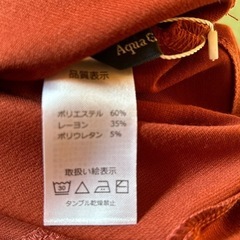 Aqua
品質表示
ポリエステル 60%
レーヨン 35%
ポリウレタン 5%
取扱い絵表示
30
タンブル乾燥禁止